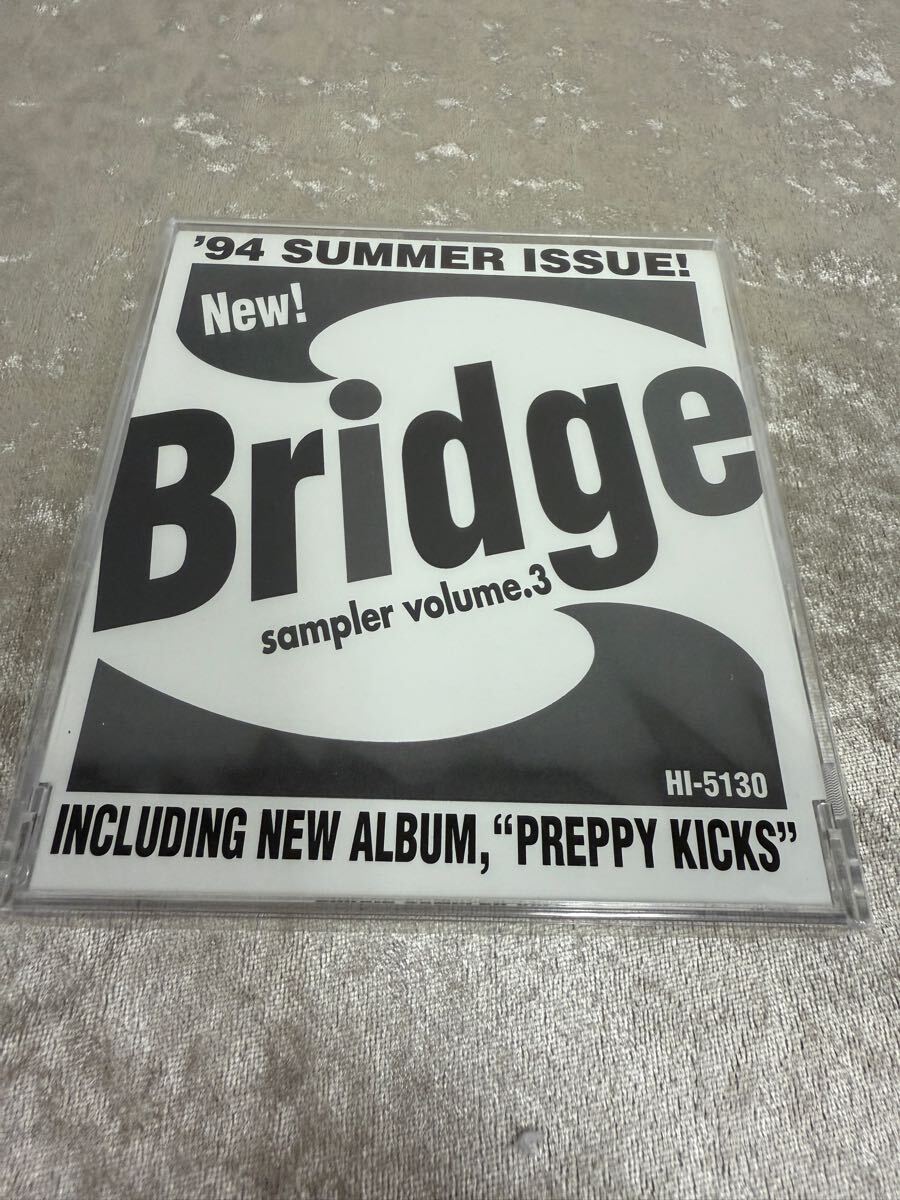 ’94 SUMMER ISSUE!
New!
Bridge
sampler volume.3
HI-5130
INCLUDING NEW ALBUM, “PREPPY KICKS”